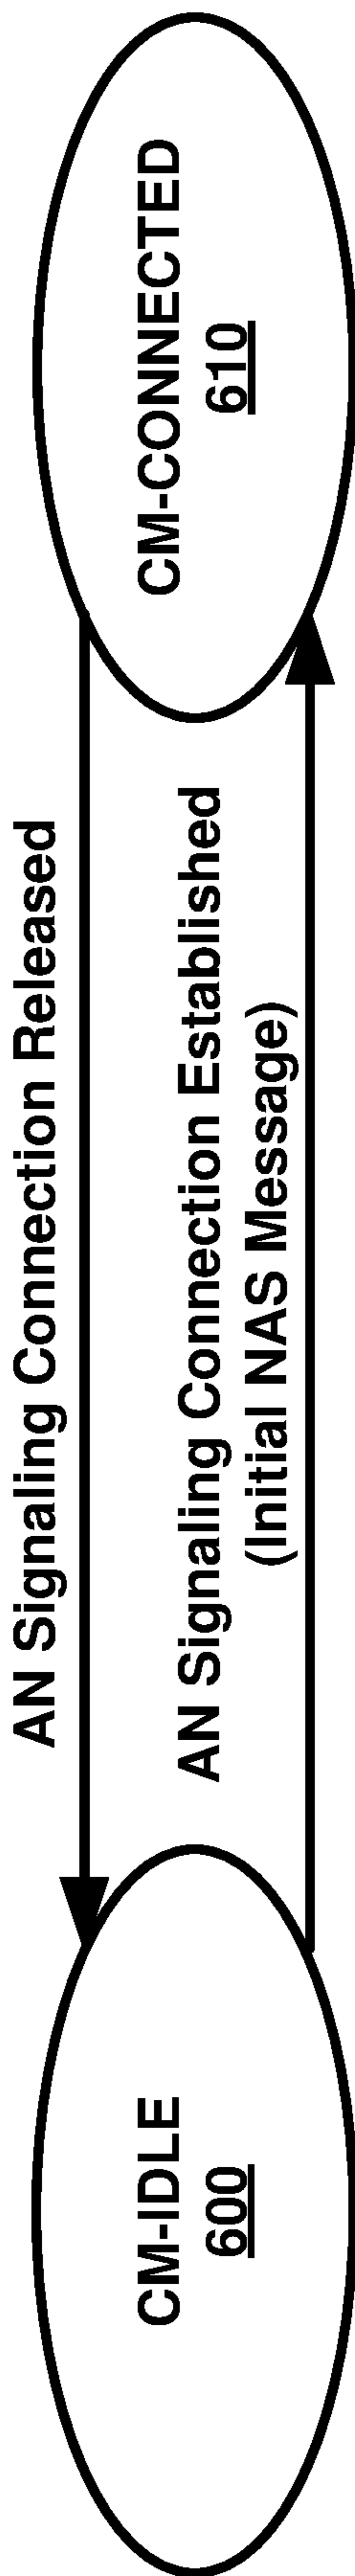 AN Signaling Connection Released
CM-IDLE
600
AN Signaling Connection Established
(Initial NAS Message)
CM-CONNECTED
610